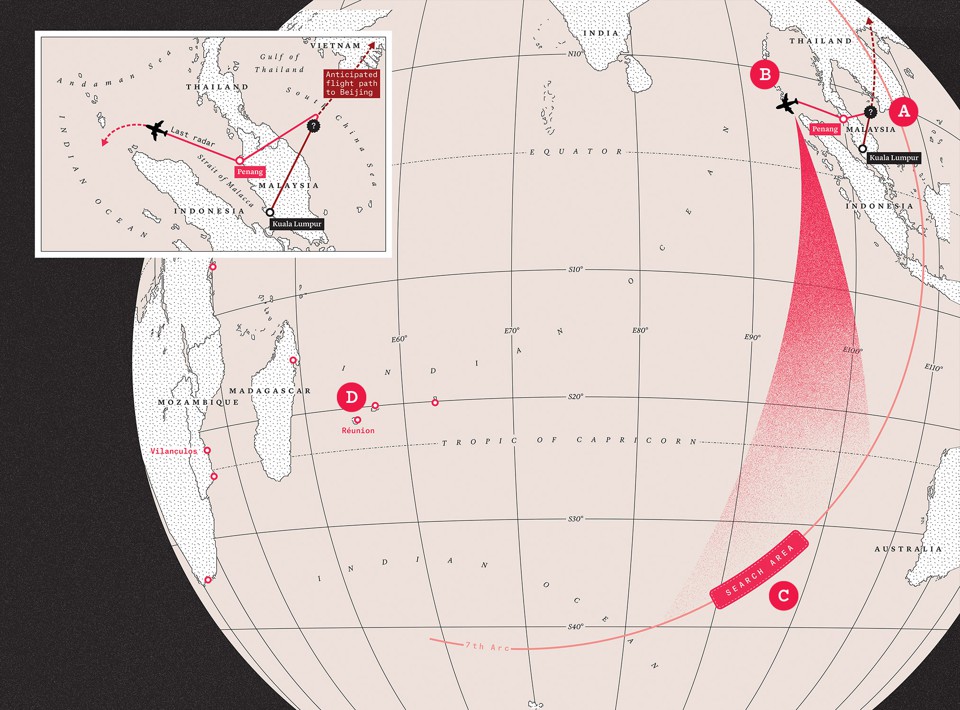 VIETNAM
Gulf of
Thailand
Andaman Sea
THAILAND
Anticipated
flight path
to Beijing
South China Sea
?
INDIAN OCEAN
Last radar
Penang
Strait of Malacca
MALAYSIA
INDONESIA
Kuala Lumpur
INDIA
THAILAND
N10°
B
A
?
Penang
MALAYSIA
Kuala Lumpur
EQUATOR
INDONESIA
INDIAN OCEAN
S10°
E60°
E70°
E80°
E90°
E100°
E110°
MADAGASCAR
MOZAMBIQUE
D
S20°
Réunion
TROPIC OF CAPRICORN
Vilanculos
S30°
AUSTRALIA
SEARCH AREA
C
INDIAN OCEAN
S40°
7th Arc